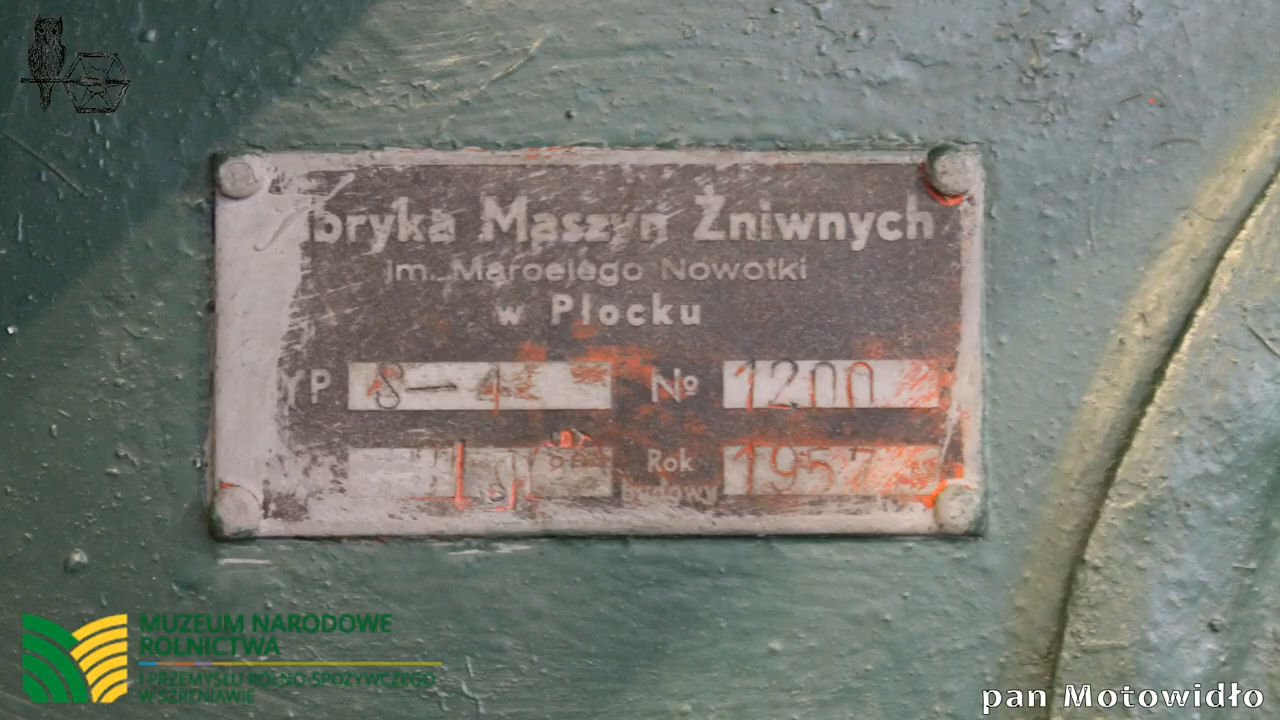 bryka Maszyn Żniwnych
im. Marcelego Nowotki
w Płocku
YP S-4 № 1200
Rok budowy 1957
MUZEUM NARODOWE
ROLNICTWA
I PRZEMYSŁU ROLNO-SPOŻYWCZEGO
W SZRENIAWIE
pan Motowidło